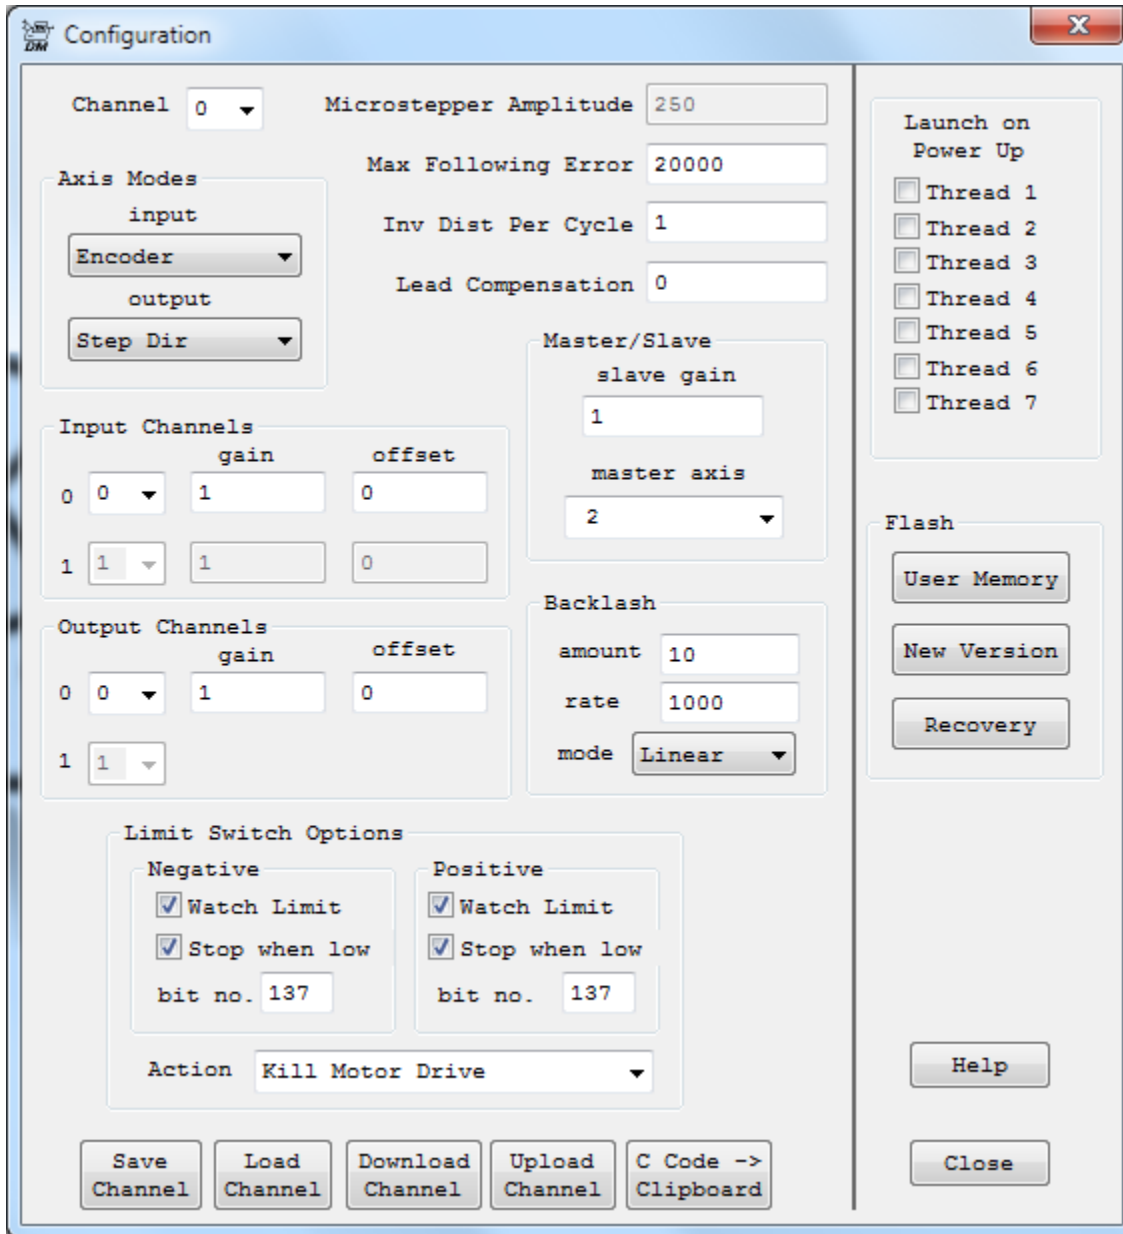 DM Configuration
Channel 0
Microstepper Amplitude 250
Max Following Error 20000
Inv Dist Per Cycle 1
Lead Compensation 0
Axis Modes
input
Encoder
output
Step Dir
Input Channels
gain offset
0 0 1 0
1 1 1 0
Output Channels
gain offset
0 0 1 0
1 1
Master/Slave
slave gain
1
master axis
2
Backlash
amount 10
rate 1000
mode Linear
Limit Switch Options
Negative
Watch Limit
Stop when low
bit no. 137
Positive
Watch Limit
Stop when low
bit no. 137
Action Kill Motor Drive
Save
Channel
Load
Channel
Download
Channel
Upload
Channel
C Code ->
Clipboard
Launch on
Power Up
Thread 1
Thread 2
Thread 3
Thread 4
Thread 5
Thread 6
Thread 7
Flash
User Memory
New Version
Recovery
Help
Close